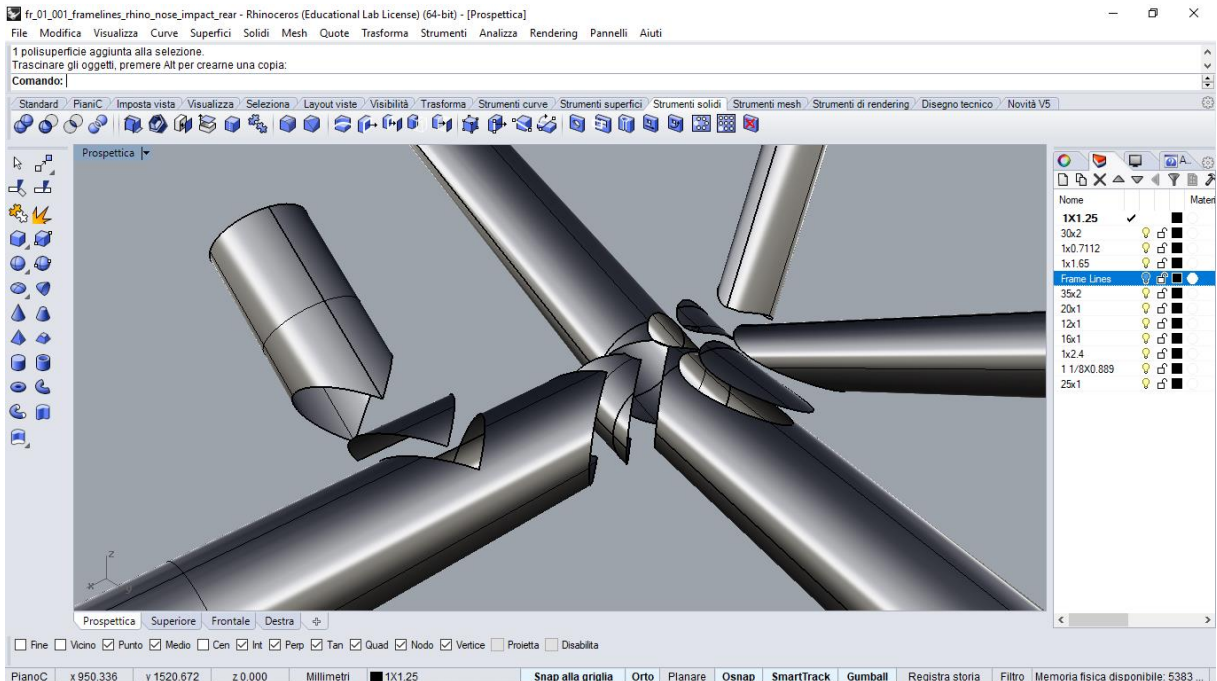 fr_01_001_framelines_rhino_nose_impact_rear - Rhinoceros (Educational Lab License) (64-bit) - [Prospettica]
File Modifica Visualizza Curve Superfici Solidi Mesh Quote Trasforma Strumenti Analizza Rendering Pannelli Aiuti
1 polisuperficie aggiunta alla selezione.
Trascinare gli oggetti, premere Alt per crearne una copia:
Comando:
Standard PianiC Imposta vista Visualizza Seleziona Layout viste Visibilità Trasforma Strumenti curve Strumenti superfici Strumenti solidi Strumenti mesh Strumenti di rendering Disegno tecnico Novità V5
Prospettica
A...
Nome Materi
1X1.25
30x2
1x0.7112
1x1.65
Frame Lines
35x2
20x1
12x1
16x1
1x2.4
1 1/8X0.889
25x1
z
x y
Prospettica Superiore Frontale Destra
Fine Vicino Punto Medio Cen Int Perp Tan Quad Nodo Vertice Proietta Disabilita
PianoC x 950.336 y 1520.672 z 0.000 Millimetri 1X1.25 Snap alla griglia Orto Planare Osnap SmartTrack Gumball Registra storia Filtro Memoria fisica disponibile: 5383 ...